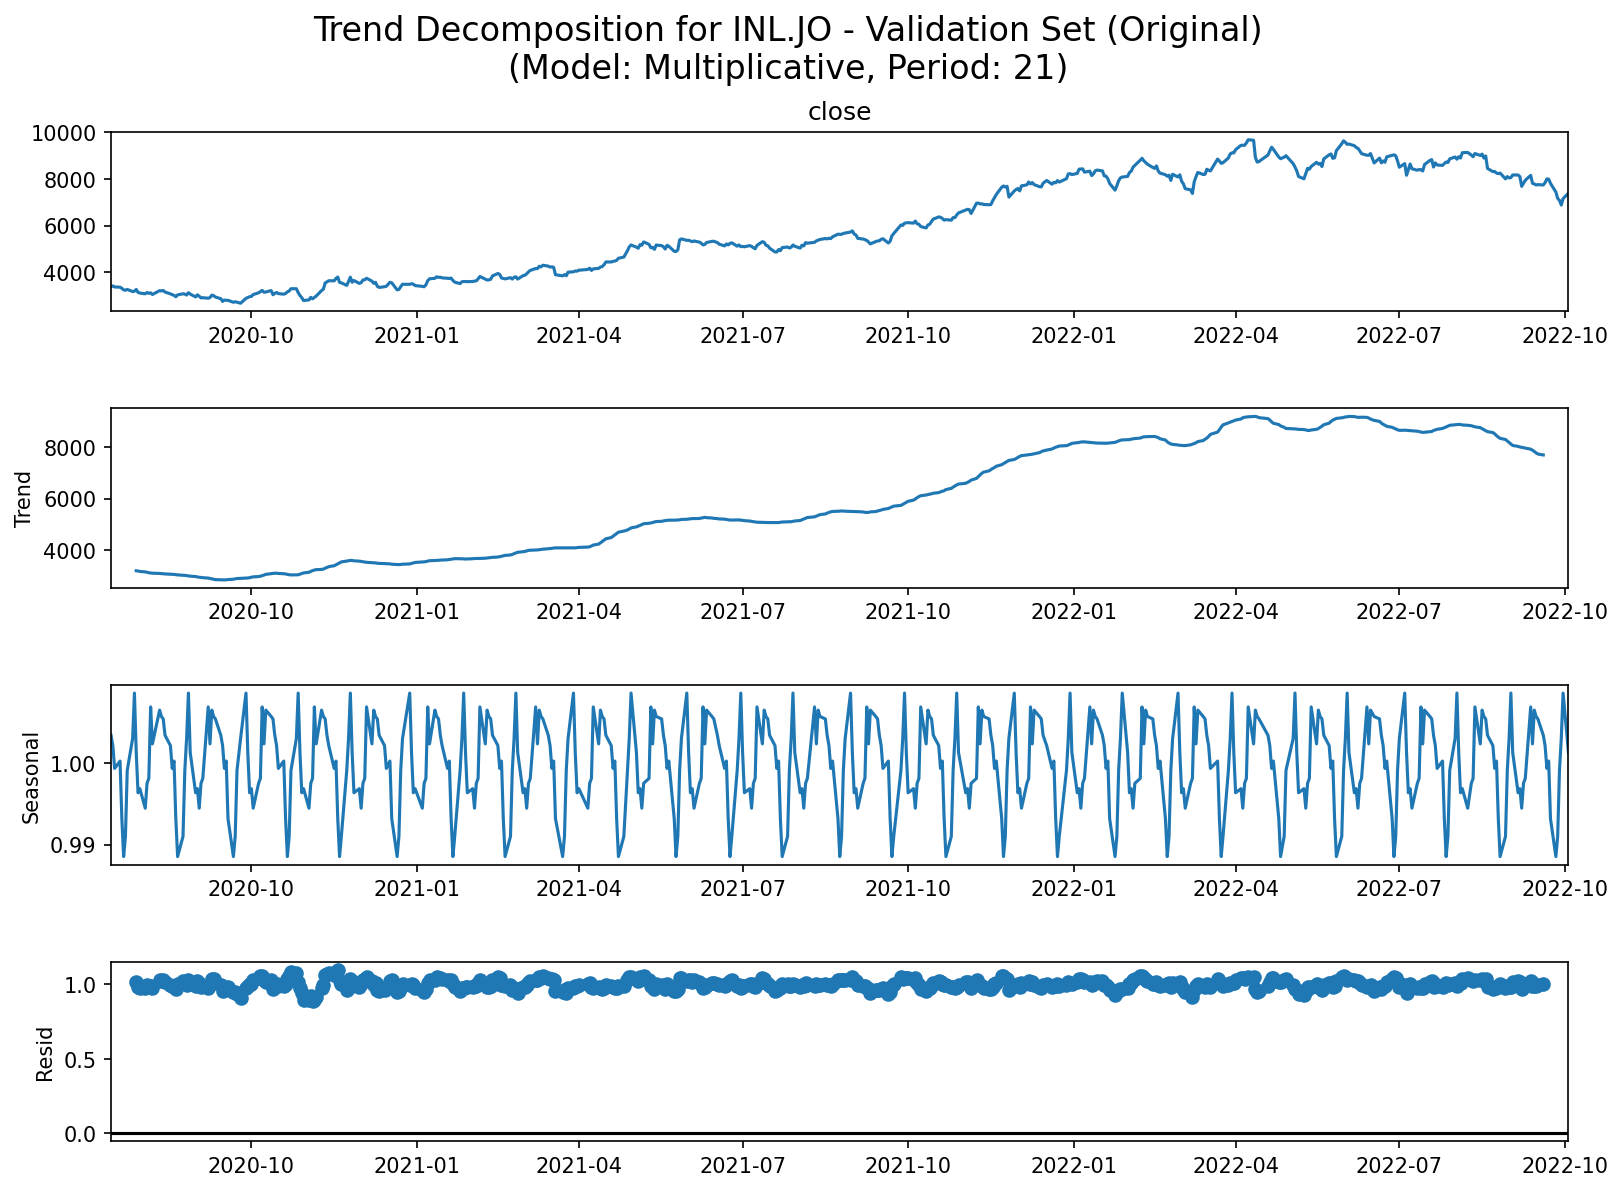 Trend Decomposition for INL.JO - Validation Set (Original)
(Model: Multiplicative, Period: 21)
close
10000
8000
6000
4000
2020-10 2021-01 2021-04 2021-07 2021-10 2022-01 2022-04 2022-07 2022-10
Trend
8000
6000
4000
2020-10 2021-01 2021-04 2021-07 2021-10 2022-01 2022-04 2022-07 2022-10
Seasonal
1.00
0.99
2020-10 2021-01 2021-04 2021-07 2021-10 2022-01 2022-04 2022-07 2022-10
Resid
1.0
0.5
0.0
2020-10 2021-01 2021-04 2021-07 2021-10 2022-01 2022-04 2022-07 2022-10